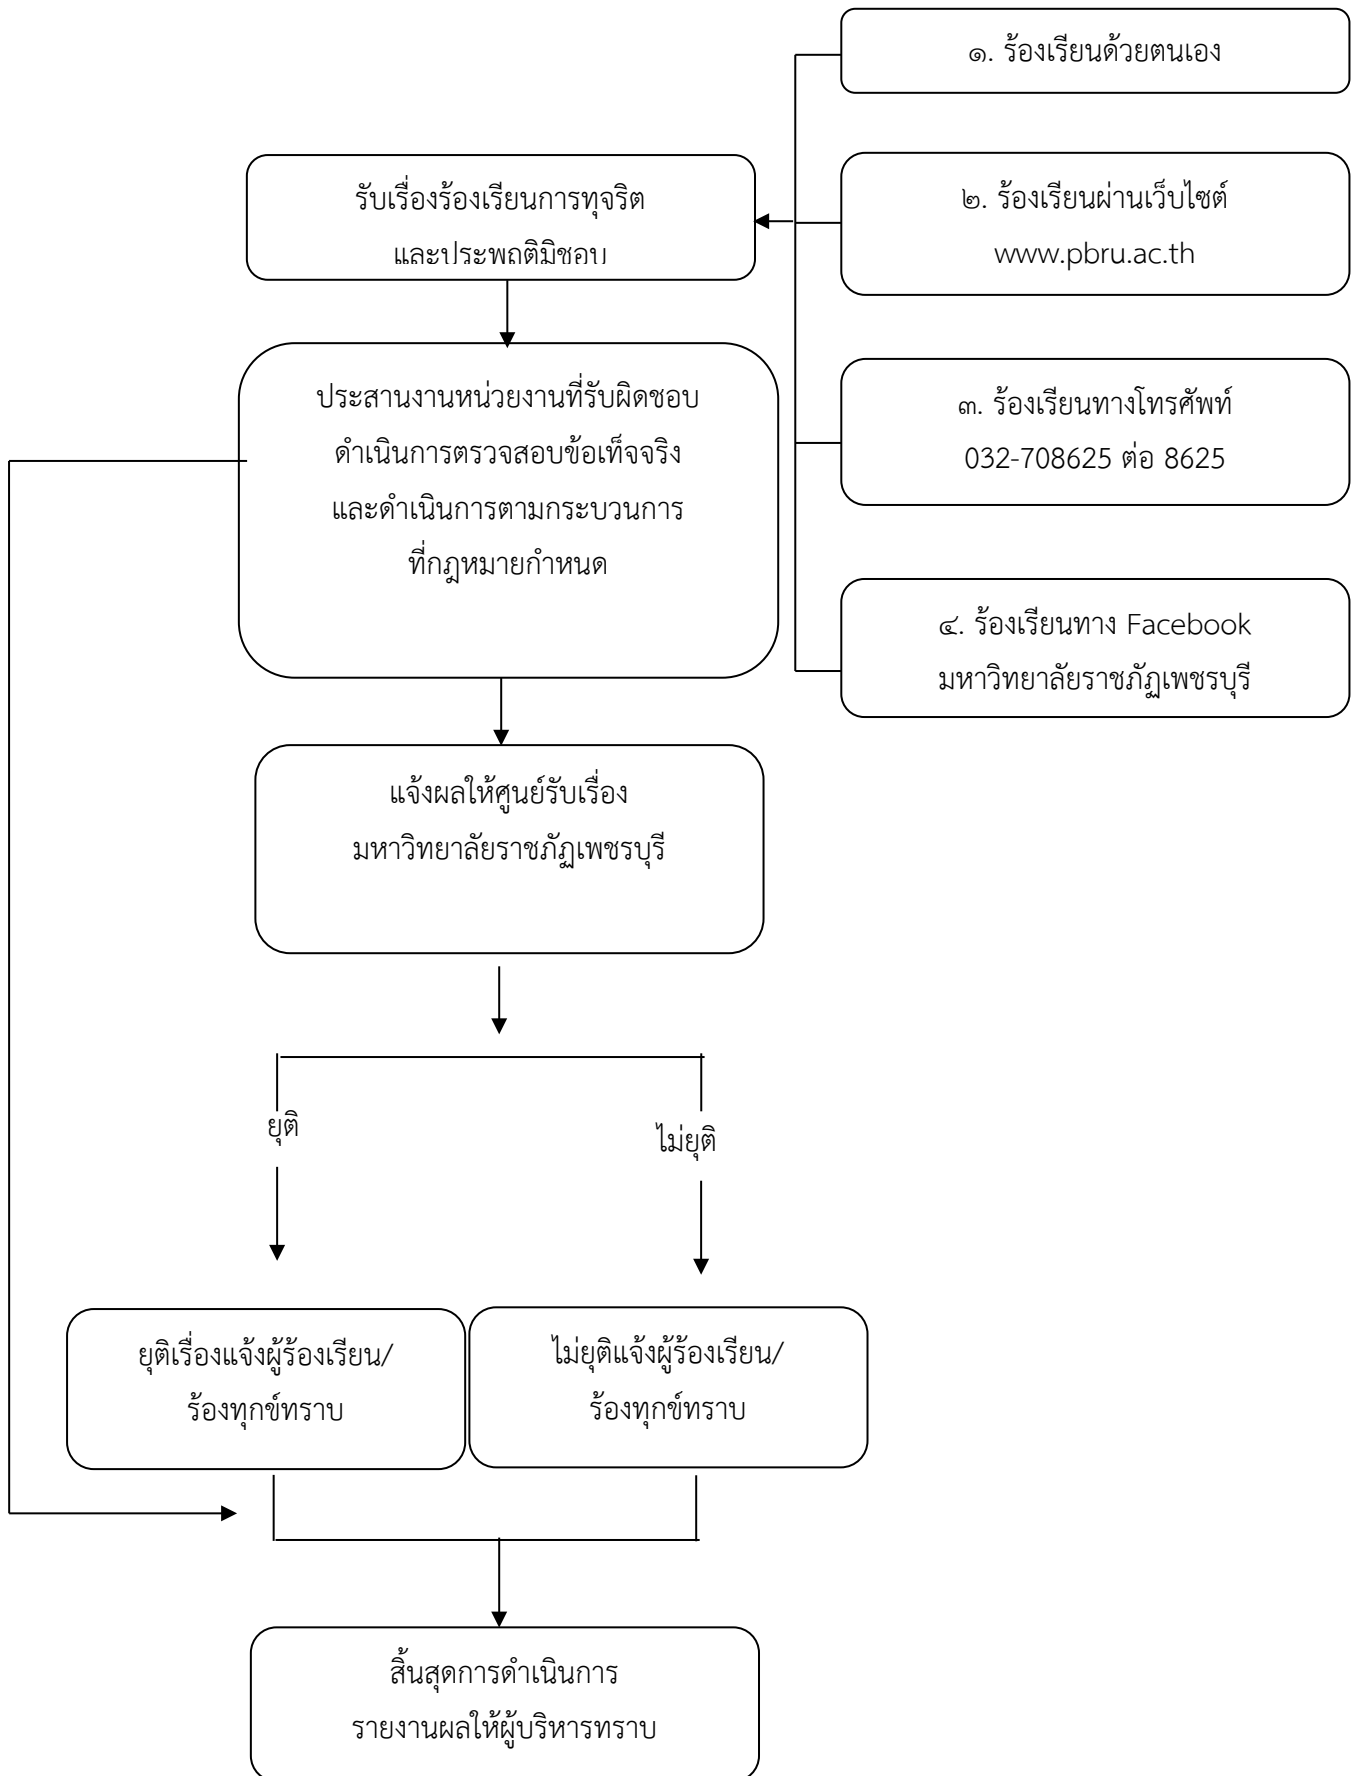 ๑. ร้องเรียนด้วยตนเอง
รับเรื่องร้องเรียนการทุจริต
และประพฤติมิชอบ
๒. ร้องเรียนผ่านเว็บไซต์
www.pbru.ac.th
๓. ร้องเรียนทางโทรศัพท์
032-708625 ต่อ 8625
๔. ร้องเรียนทาง Facebook
มหาวิทยาลัยราชภัฏเพชรบุรี
ประสานงานหน่วยงานที่รับผิดชอบ
ดำเนินการตรวจสอบข้อเท็จจริง
และดำเนินการตามกระบวนการ
ที่กฎหมายกำหนด
แจ้งผลให้ศูนย์รับเรื่อง
มหาวิทยาลัยราชภัฏเพชรบุรี
ยุติ
ไม่ยุติ
ยุติเรื่องแจ้งผู้ร้องเรียน/
ร้องทุกข์ทราบ
ไม่ยุติแจ้งผู้ร้องเรียน/
ร้องทุกข์ทราบ
สิ้นสุดการดำเนินการ
รายงานผลให้ผู้บริหารทราบ